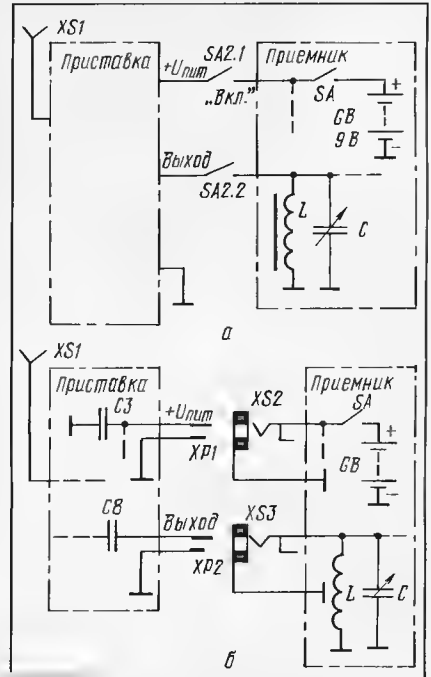 XS1
Приставка
+Uпит
SA2.1
„Вкл."
Приемник
SA
+
GB
9 В
−
Выход
SA2.2
L
C
а
XS1
Приставка
C3
+Uпит
XP1
XS2
Приемник
SA
+
GB
−
C8
Выход
XP2
XS3
L
C
б